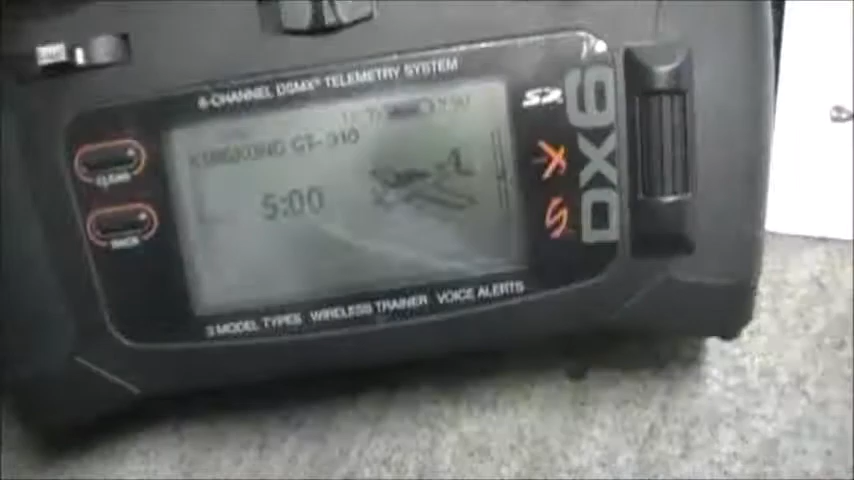 6-CHANNEL DSMX® TELEMETRY SYSTEM
5:00
CLEAR
BACK
DX6
3 MODEL TYPES WIRELESS TRAINER VOICE ALERTS